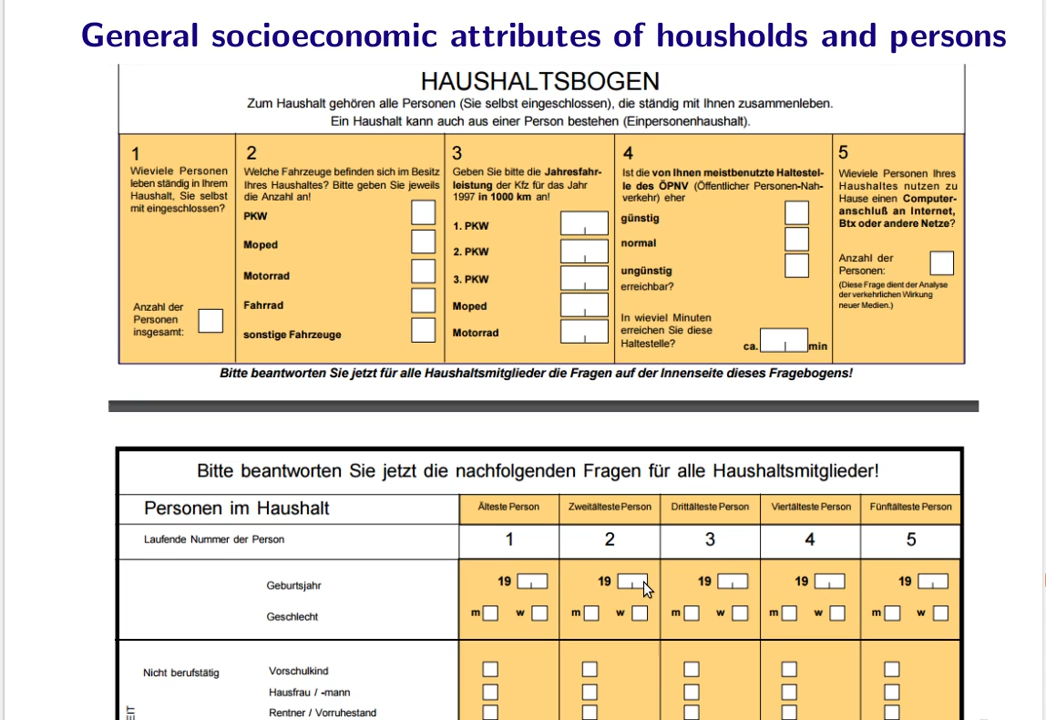 General socioeconomic attributes of housholds and persons
HAUSHALTSBOGEN
Zum Haushalt gehören alle Personen (Sie selbst eingeschlossen), die ständig mit Ihnen zusammenleben.
Ein Haushalt kann auch aus einer Person bestehen (Einpersonenhaushalt).
1
Wieviele Personen
leben ständig in Ihrem
Haushalt, Sie selbst
mit eingeschlossen?
Anzahl der
Personen
insgesamt:
2
Welche Fahrzeuge befinden sich im Besitz
Ihres Haushaltes? Bitte geben Sie jeweils
die Anzahl an!
PKW
Moped
Motorrad
Fahrrad
sonstige Fahrzeuge
3
Geben Sie bitte die Jahresfahr-
leistung der Kfz für das Jahr
1997 in 1000 km an!
1. PKW
2. PKW
3. PKW
Moped
Motorrad
4
Ist die von Ihnen meistbenutzte Haltestel-
le des ÖPNV (Öffentlicher Personen-Nah-
verkehr) eher
günstig
normal
ungünstig
erreichbar?
In wieviel Minuten
erreichen Sie diese
Haltestelle?
ca. min
5
Wieviele Personen Ihres
Haushaltes nutzen zu
Hause einen Computer-
anschluß an Internet,
Btx oder andere Netze?
Anzahl der
Personen:
(Diese Frage dient der Analyse
der verkehrlichen Wirkung
neuer Medien.)
Bitte beantworten Sie jetzt für alle Haushaltsmitglieder die Fragen auf der Innenseite dieses Fragebogens!
Bitte beantworten Sie jetzt die nachfolgenden Fragen für alle Haushaltsmitglieder!
Personen im Haushalt Älteste Person Zweitälteste Person Drittälteste Person Viertälteste Person Fünftälteste Person
Laufende Nummer der Person 1 2 3 4 5
Geburtsjahr 19 19 19 19 19
Geschlecht m w m w m w m w m w
Nicht berufstätig Vorschulkind
Hausfrau / -mann
Rentner / Vorruhestand